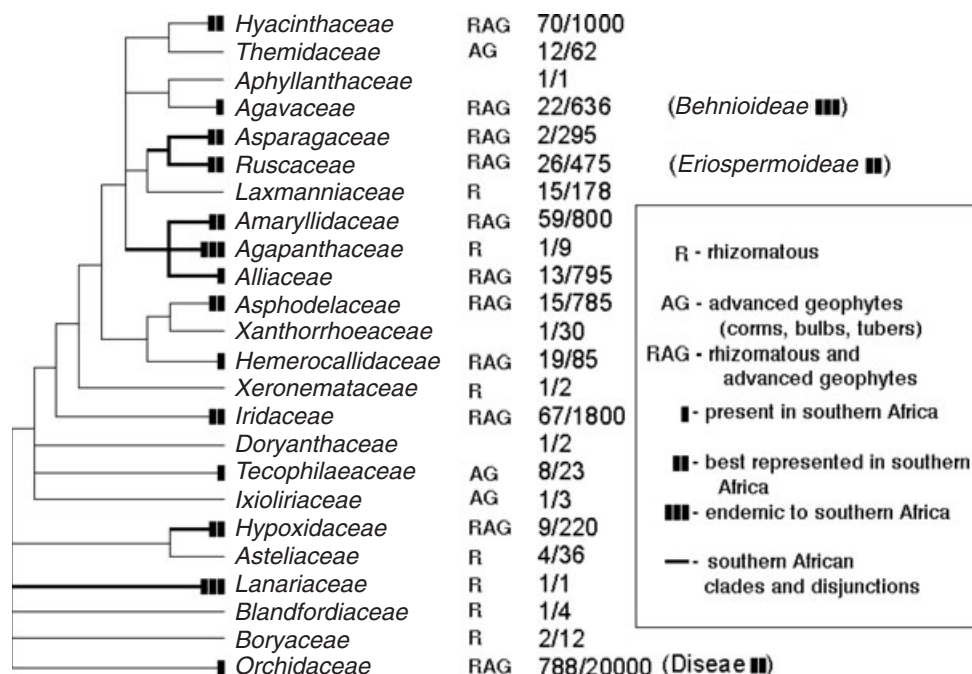 Hyacinthaceae RAG 70/1000
Themidaceae AG 12/62
Aphyllanthaceae 1/1
Agavaceae RAG 22/636 (Behnioideae )
Asparagaceae RAG 2/295
Ruscaceae RAG 26/475 (Eriospermoideae )
Laxmanniaceae R 15/178
Amaryllidaceae RAG 59/800
Agapanthaceae R 1/9
Alliaceae RAG 13/795
Asphodelaceae RAG 15/785
Xanthorrhoeaceae 1/30
Hemerocallidaceae RAG 19/85
Xeronemataceae R 1/2
Iridaceae RAG 67/1800
Doryanthaceae 1/2
Tecophilaeaceae AG 8/23
Ixioliriaceae AG 1/3
Hypoxidaceae RAG 9/220
Asteliaceae R 4/36
Lanariaceae R 1/1
Blandfordiaceae R 1/4
Boryaceae R 2/12
Orchidaceae RAG 788/20000 (Diseae )
R - rhizomatous
AG - advanced geophytes
(corms, bulbs, tubers)
RAG - rhizomatous and
advanced geophytes
- present in southern Africa
- best represented in southern
Africa
- endemic to southern Africa
- southern African
clades and disjunctions